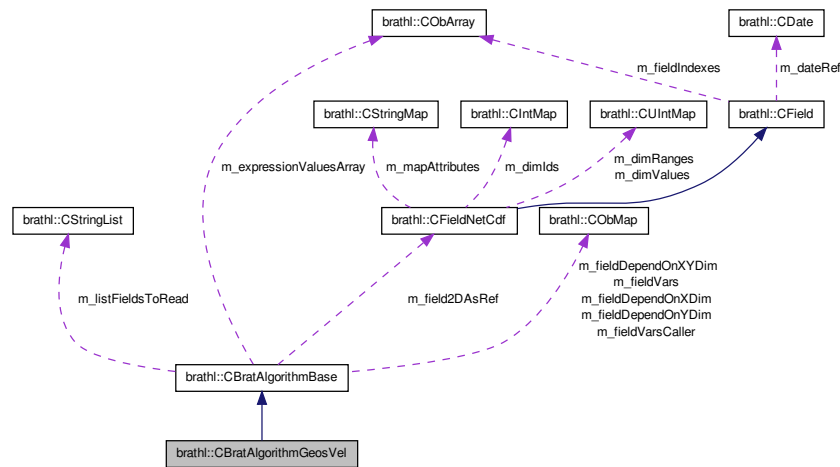 brathl::CObArray
brathl::CDate
m_fieldIndexes
m_dateRef
brathl::CStringMap
brathl::CIntMap
brathl::CUIntMap
brathl::CField
m_expressionValuesArray
m_mapAttributes
m_dimIds
m_dimRanges
m_dimValues
brathl::CStringList
brathl::CFieldNetCdf
brathl::CObMap
m_listFieldsToRead
m_field2DAsRef
m_fieldDependOnXYDim
m_fieldVars
m_fieldDependOnXDim
m_fieldDependOnYDim
m_fieldVarsCaller
brathl::CBratAlgorithmBase
brathl::CBratAlgorithmGeosVel